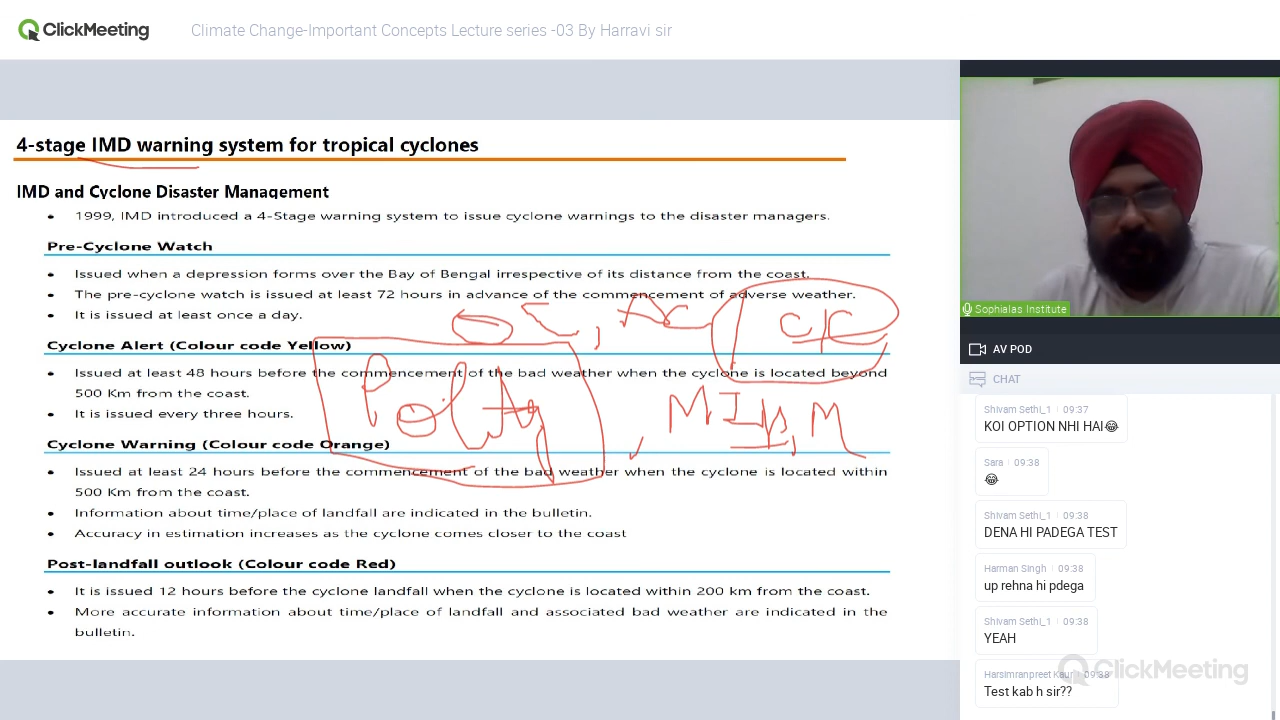 ClickMeeting
Climate Change-Important Concepts Lecture series -03 By Harravi sir
4-stage IMD warning system for tropical cyclones
IMD and Cyclone Disaster Management
• 1999, IMD introduced a 4-Stage warning system to issue cyclone warnings to the disaster managers.
Pre-Cyclone Watch
• Issued when a depression forms over the Bay of Bengal irrespective of its distance from the coast.
• The pre-cyclone watch is issued at least 72 hours in advance of the commencement of adverse weather.
• It is issued at least once a day.
Cyclone Alert (Colour code Yellow)
• Issued at least 48 hours before the commencement of the bad weather when the cyclone is located beyond
500 Km from the coast.
• It is issued every three hours.
Cyclone Warning (Colour code Orange)
• Issued at least 24 hours before the commencement of the bad weather when the cyclone is located within
500 Km from the coast.
• Information about time/place of landfall are indicated in the bulletin.
• Accuracy in estimation increases as the cyclone comes closer to the coast
Post-landfall outlook (Colour code Red)
• It is issued 12 hours before the cyclone landfall when the cyclone is located within 200 km from the coast.
• More accurate information about time/place of landfall and associated bad weather are indicated in the
bulletin.
Polity
Sophialas Institute
AV POD
CHAT
Shivam Sethi_1 09:37
KOI OPTION NHI HAI😂
Sara 09:38
😂
Shivam Sethi_1 09:38
DENA HI PADEGA TEST
Harman Singh 09:38
up rehna hi pdega
Shivam Sethi_1 09:38
YEAH
Harsimranpreet Kaur 09:38
Test kab h sir??
ClickMeeting